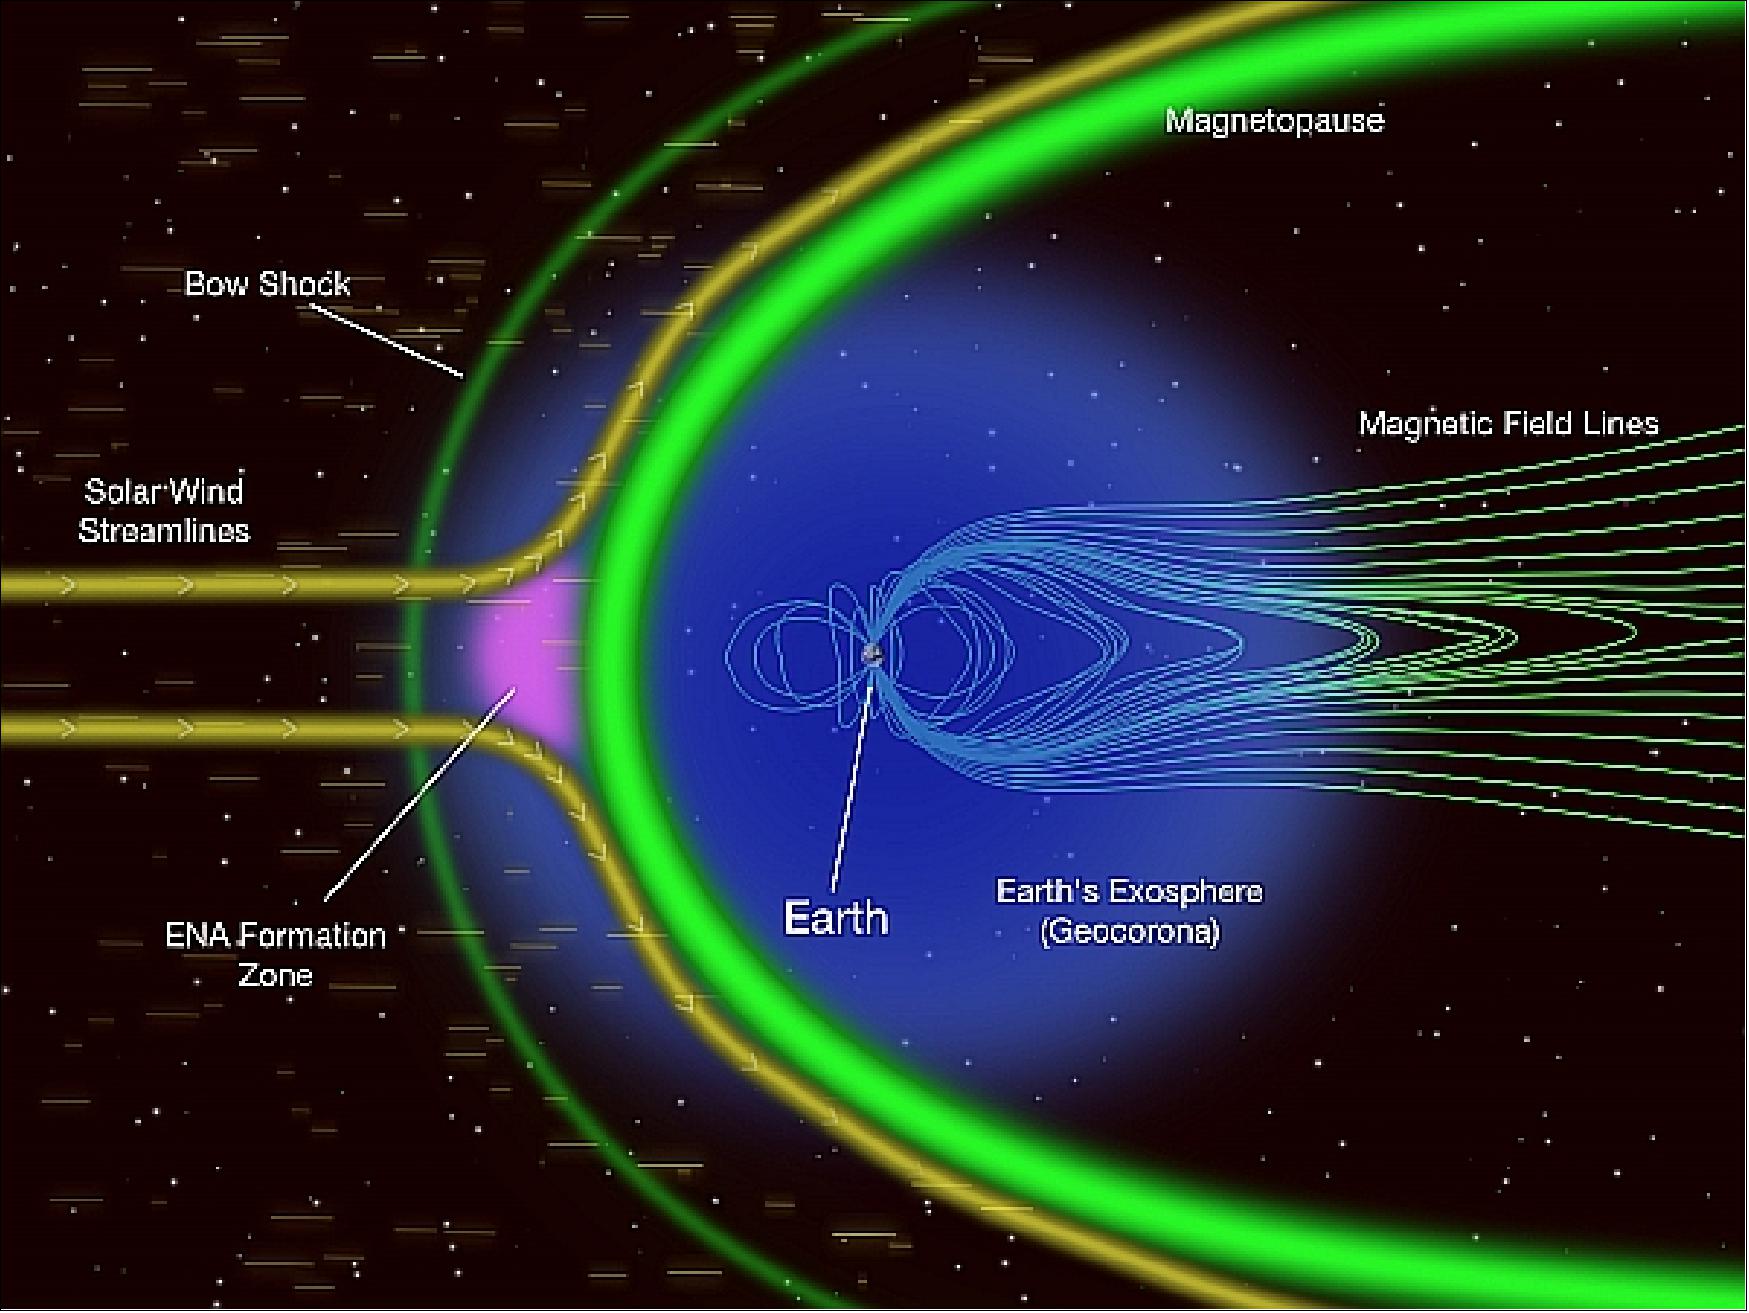 Magnetopause
Bow Shock
Magnetic Field Lines
Solar Wind
Streamlines
Earth's Exosphere
(Geocorona)
Earth
ENA Formation
Zone